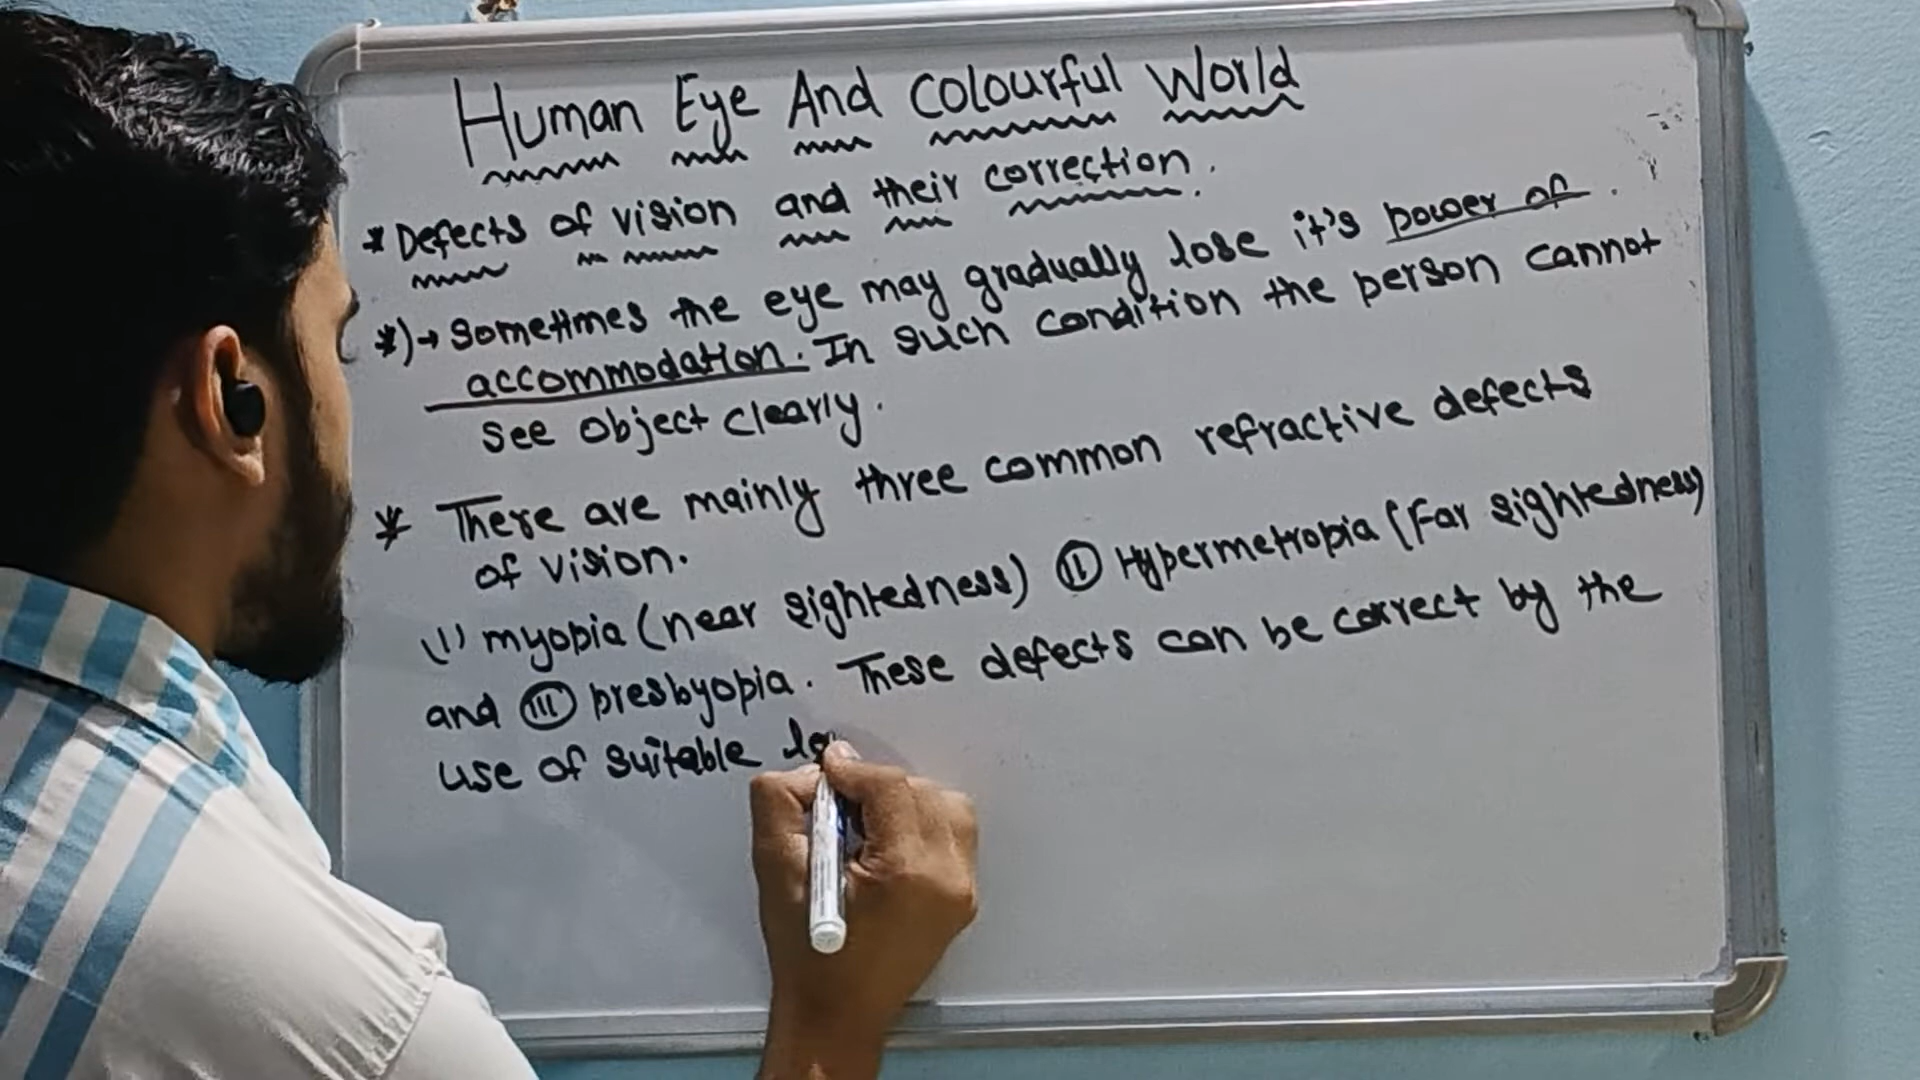 Human Eye And Colourful World
* Defects of vision and their correction.
*)→ Sometimes the eye may gradually lose it's power of
accommodation. In such condition the person cannot
see object clearly.
* There are mainly three common refractive defects
of vision.
(i) myopia (near sightedness) (II) Hypermetropia (Far sightedness)
and (III) presbyopia. These defects can be correct by the
use of suitable